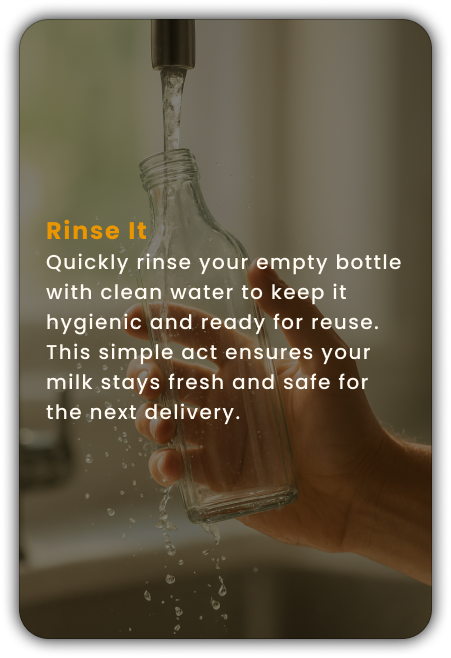 Rinse It
Quickly rinse your empty bottle
with clean water to keep it
hygienic and ready for reuse.
This simple act ensures your
milk stays fresh and safe for
the next delivery.